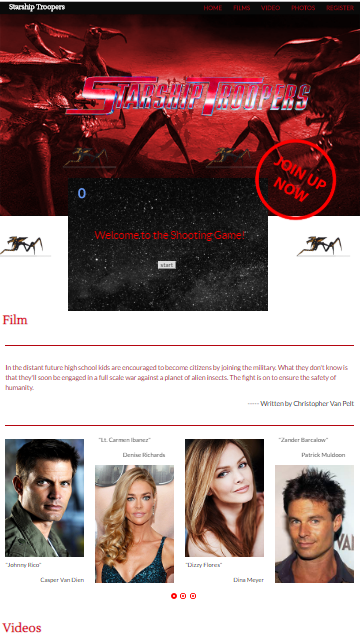 Starship Troopers
HOME FILMS VIDEO PHOTOS REGISTER
STARSHIP TROOPERS
JOIN UP
NOW
0
Welcome to the Shooting Game!
start
Film
In the distant future high school kids are encouraged to become citizens by joining the military. What they don't know is
that they'll soon be engaged in a full scale war against a planet of alien insects. The fight is on to ensure the safety of
humanity.
----- Written by Christopher Van Pelt
"Lt. Carmen Ibanez"
Denise Richards
"Zander Barcalow"
Patrick Muldoon
"Johnny Rico"
Casper Van Dien
"Dizzy Flores"
Dina Meyer
Videos